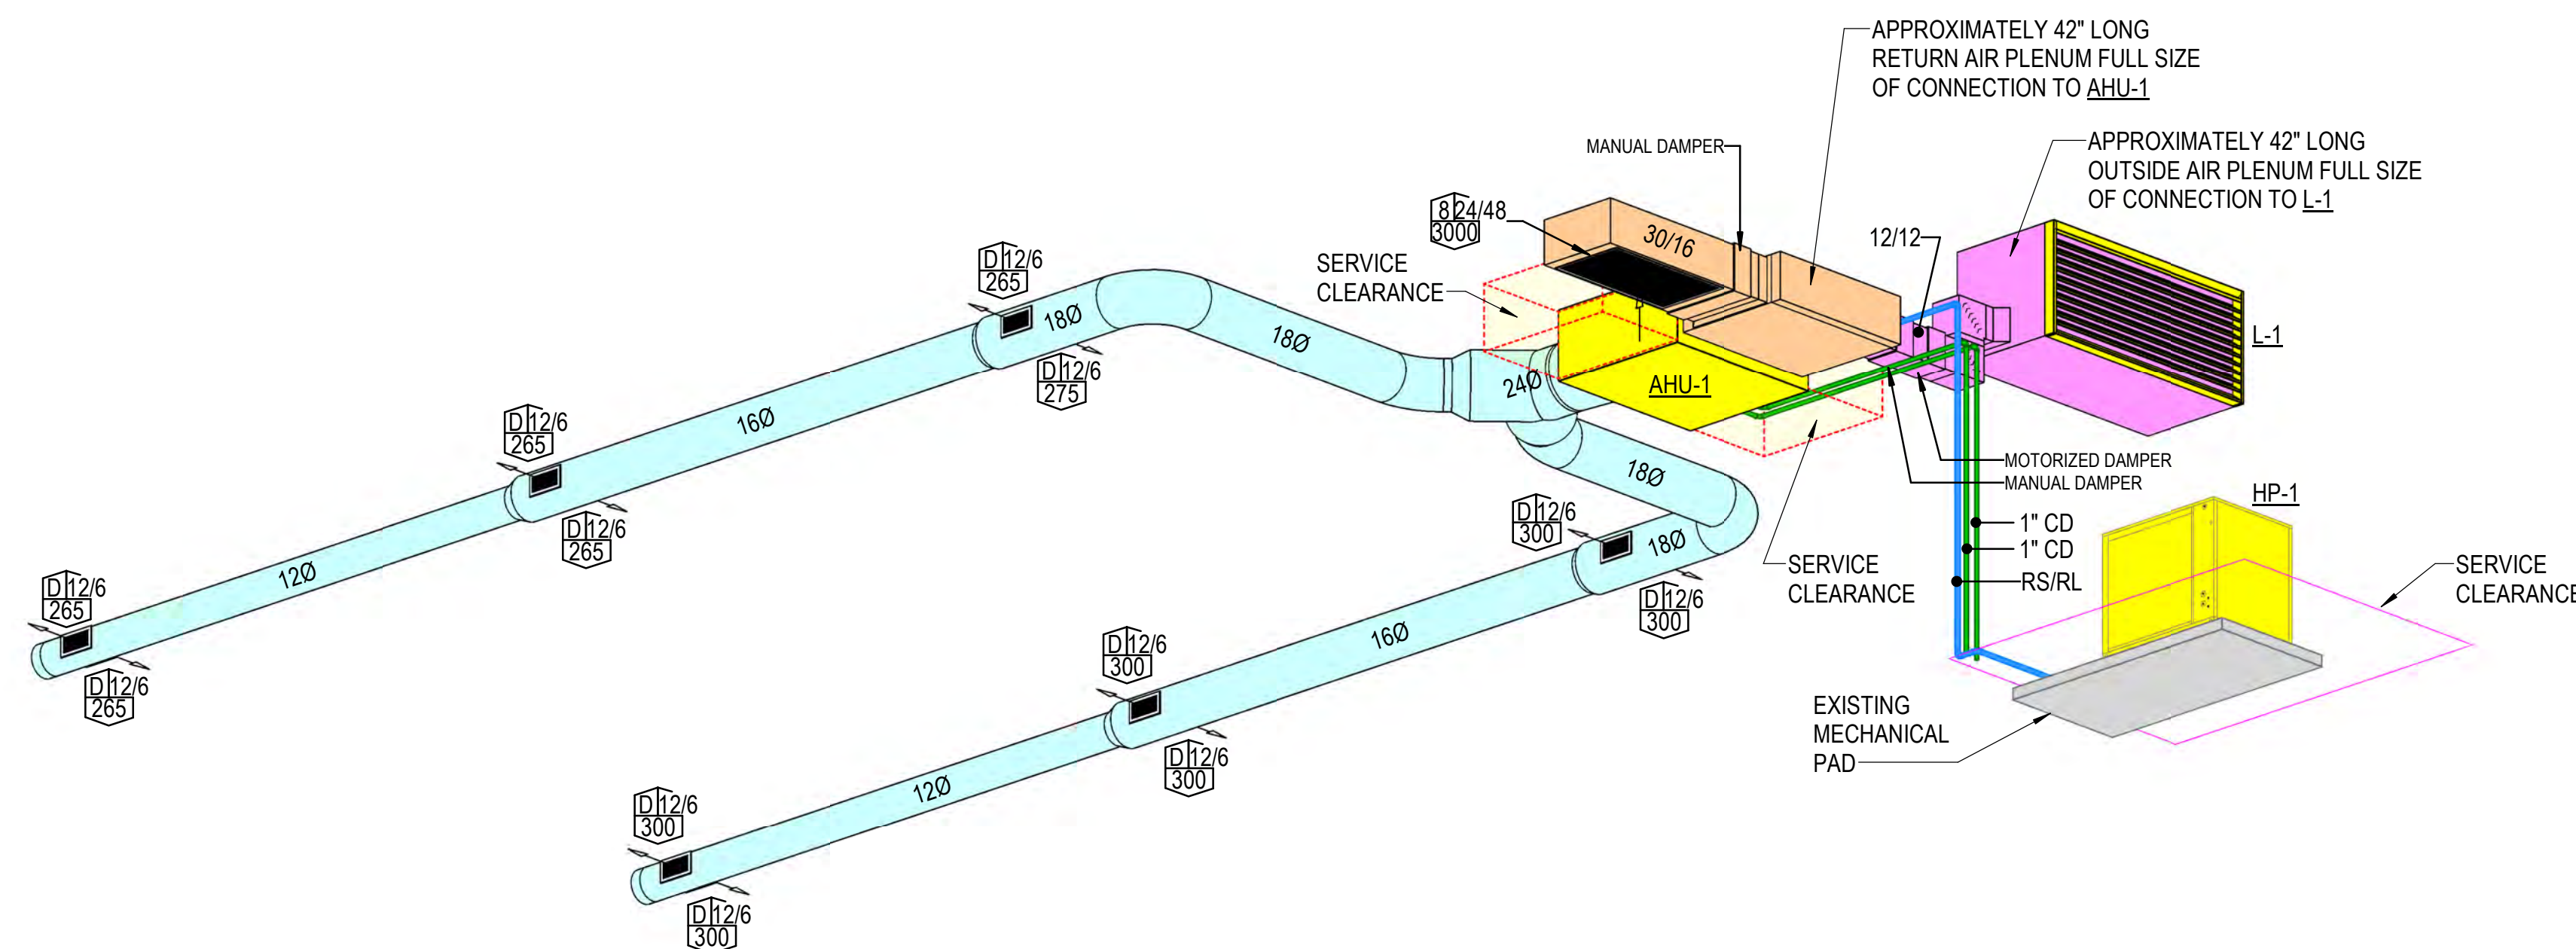 APPROXIMATELY 42" LONG
RETURN AIR PLENUM FULL SIZE
OF CONNECTION TO AHU-1
APPROXIMATELY 42" LONG
OUTSIDE AIR PLENUM FULL SIZE
OF CONNECTION TO L-1
MANUAL DAMPER
8 24/48
3000
30/16
12/12
SERVICE
CLEARANCE
L-1
AHU-1
24Ø
D 12/6
265
18Ø
18Ø
D 12/6
275
D 12/6
265
16Ø
D 12/6
265
D 12/6
265
12Ø
D 12/6
265
18Ø
D 12/6
300
18Ø
D 12/6
300
D 12/6
300
16Ø
D 12/6
300
D 12/6
300
12Ø
D 12/6
300
MOTORIZED DAMPER
MANUAL DAMPER
HP-1
1" CD
1" CD
RS/RL
SERVICE
CLEARANCE
SERVICE
CLEARANCE
EXISTING
MECHANICAL
PAD